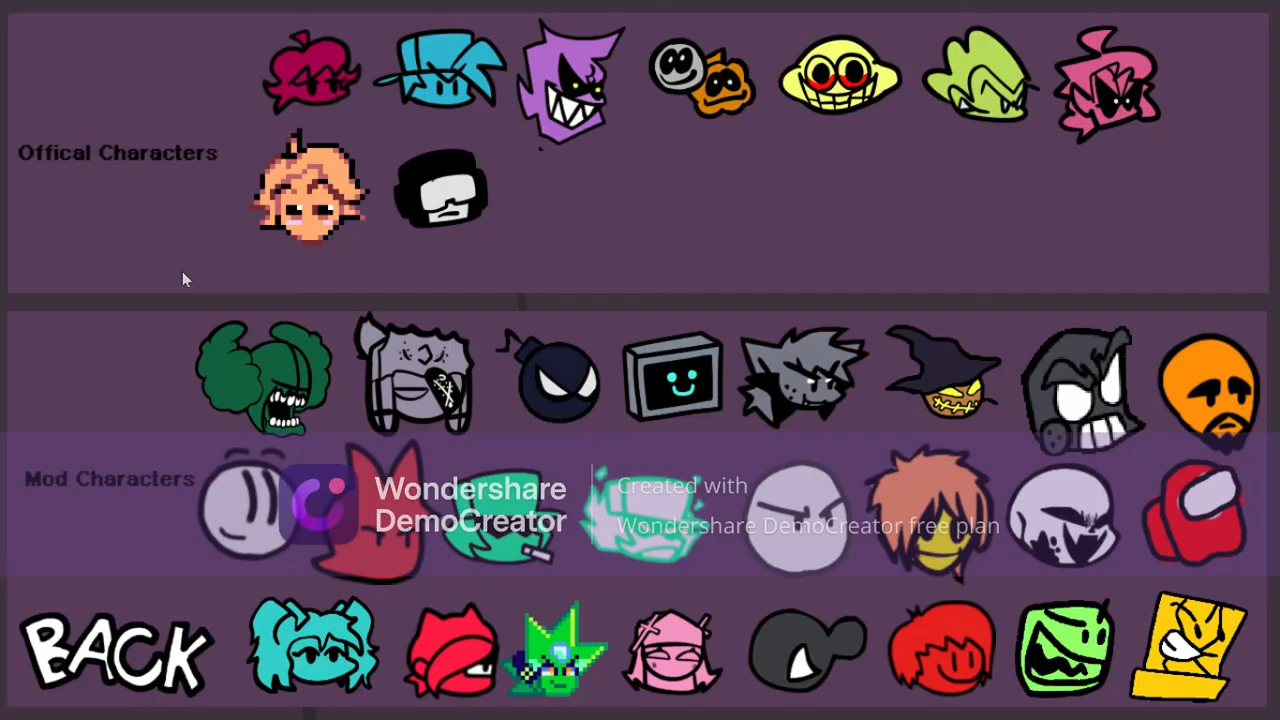 Offical Characters
Mod Characters
Wondershare
DemoCreator
Created with
Wondershare DemoCreator free plan
BACK